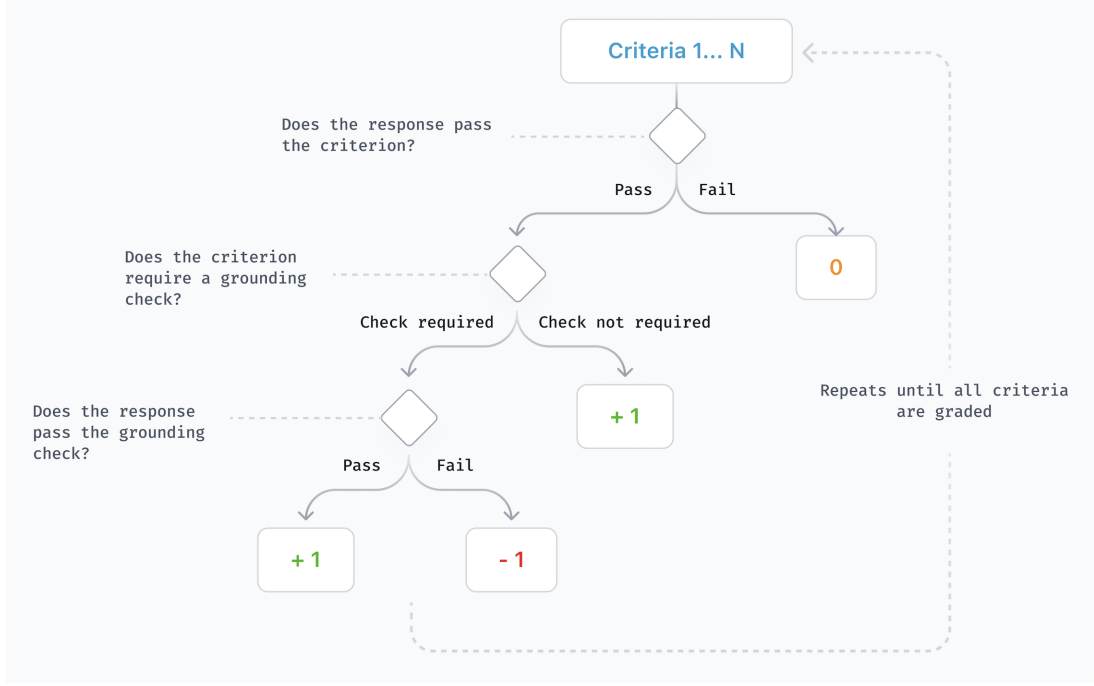 Criteria 1... N
Does the response pass
the criterion?
Pass
Fail
0
Does the criterion
require a grounding
check?
Check required
Check not required
+ 1
Repeats until all criteria
are graded
Does the response
pass the grounding
check?
Pass
Fail
+ 1
- 1